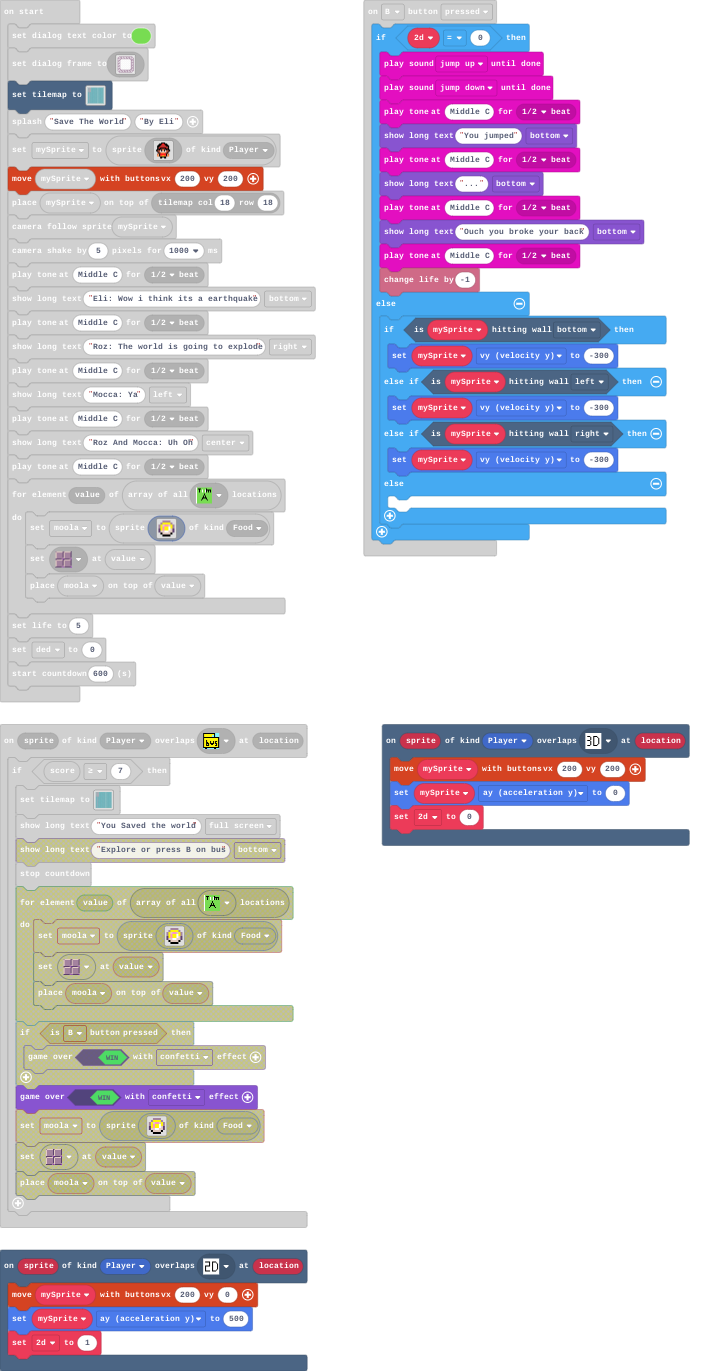 on start
set dialog text color to
set dialog frame to
set tilemap to
splash "Save The World" "By Eli"
set mySprite to sprite of kind Player
move mySprite with buttons vx 200 vy 200
place mySprite on top of tilemap col 18 row 18
camera follow sprite mySprite
camera shake by 5 pixels for 1000 ms
play tone at Middle C for 1/2 beat
show long text "Eli: Wow i think its a earthquake" bottom
play tone at Middle C for 1/2 beat
show long text "Roz: The world is going to explode" right
play tone at Middle C for 1/2 beat
show long text "Mocca: Ya" left
play tone at Middle C for 1/2 beat
show long text "Roz And Mocca: Uh Oh" center
play tone at Middle C for 1/2 beat
for element value of array of all locations
do
set moola to sprite of kind Food
set at value
place moola on top of value
set life to 5
set ded to 0
start countdown 600 (s)
on B button pressed
if 2d = 0 then
play sound jump up until done
play sound jump down until done
play tone at Middle C for 1/2 beat
show long text "You jumped" bottom
play tone at Middle C for 1/2 beat
show long text "..." bottom
play tone at Middle C for 1/2 beat
show long text "Ouch you broke your back" bottom
play tone at Middle C for 1/2 beat
change life by -1
else
if is mySprite hitting wall bottom then
set mySprite vy (velocity y) to -300
else if is mySprite hitting wall left then
set mySprite vy (velocity y) to -300
else if is mySprite hitting wall right then
set mySprite vy (velocity y) to -300
else
on sprite of kind Player overlaps BUS at location
if score ≥ 7 then
set tilemap to
show long text "You Saved the world" full screen
show long text "Explore or press B on bus" bottom
stop countdown
for element value of array of all locations
do
set moola to sprite of kind Food
set at value
place moola on top of value
if is B button pressed then
game over WIN with confetti effect
game over WIN with confetti effect
set moola to sprite of kind Food
set at value
place moola on top of value
on sprite of kind Player overlaps 3D at location
move mySprite with buttons vx 200 vy 200
set mySprite ay (acceleration y) to 0
set 2d to 0
on sprite of kind Player overlaps 2D at location
move mySprite with buttons vx 200 vy 0
set mySprite ay (acceleration y) to 500
set 2d to 1